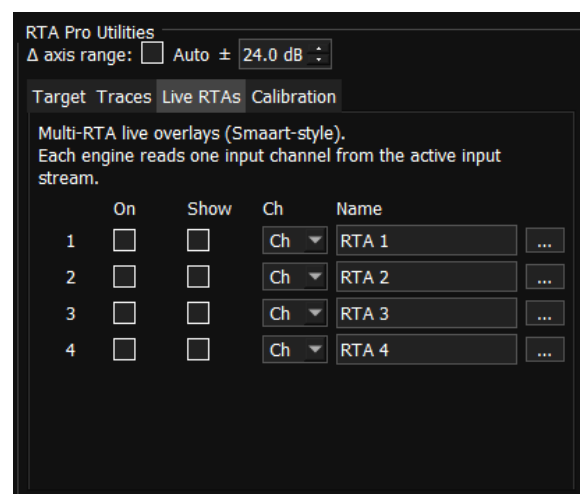 RTA Pro Utilities
Δ axis range: Auto ± 24.0 dB
Target Traces Live RTAs Calibration
Multi-RTA live overlays (Smaart-style).
Each engine reads one input channel from the active input
stream.
On Show Ch Name
1 Ch RTA 1 ...
2 Ch RTA 2 ...
3 Ch RTA 3 ...
4 Ch RTA 4 ...